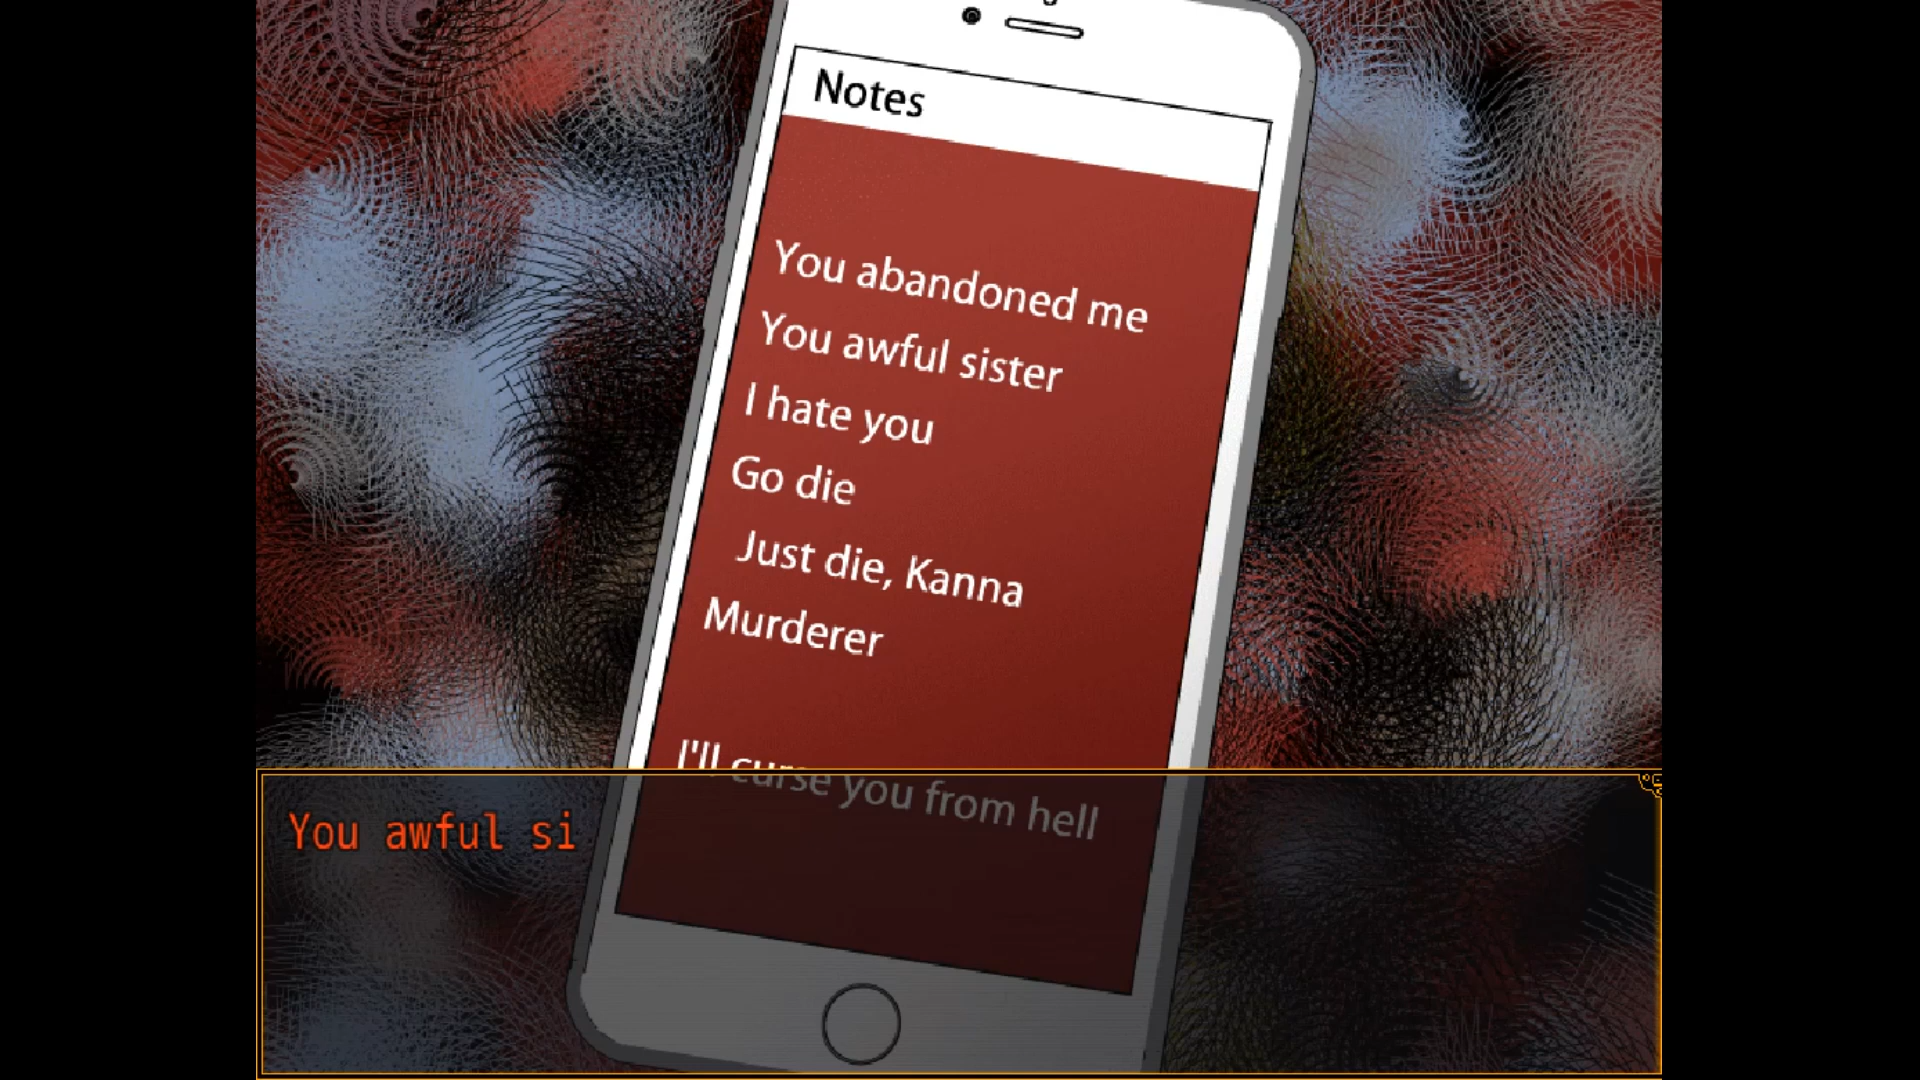 Notes
You abandoned me
You awful sister
I hate you
Go die
Just die, Kanna
Murderer
I'll curse you from hell
You awful si